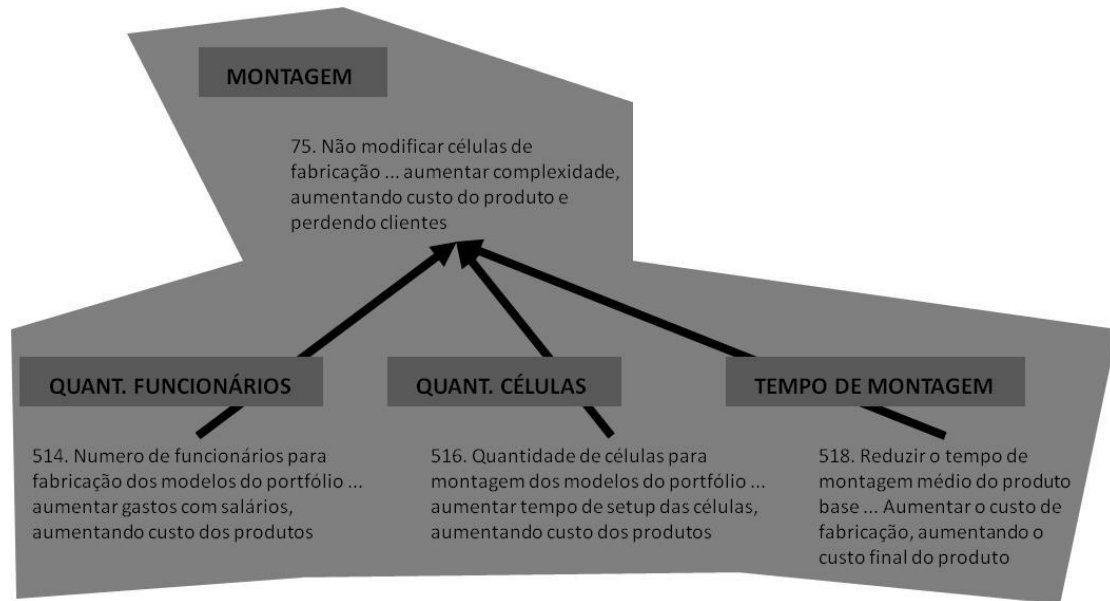 MONTAGEM
75. Não modificar células de
fabricação ... aumentar complexidade,
aumentando custo do produto e
perdendo clientes
QUANT. FUNCIONÁRIOS
514. Numero de funcionários para
fabricação dos modelos do portfólio ...
aumentar gastos com salários,
aumentando custo dos produtos
QUANT. CÉLULAS
516. Quantidade de células para
montagem dos modelos do portfólio ...
aumentar tempo de setup das células,
aumentando custo dos produtos
TEMPO DE MONTAGEM
518. Reduzir o tempo de
montagem médio do produto
base ... Aumentar o custo de
fabricação, aumentando o
custo final do produto